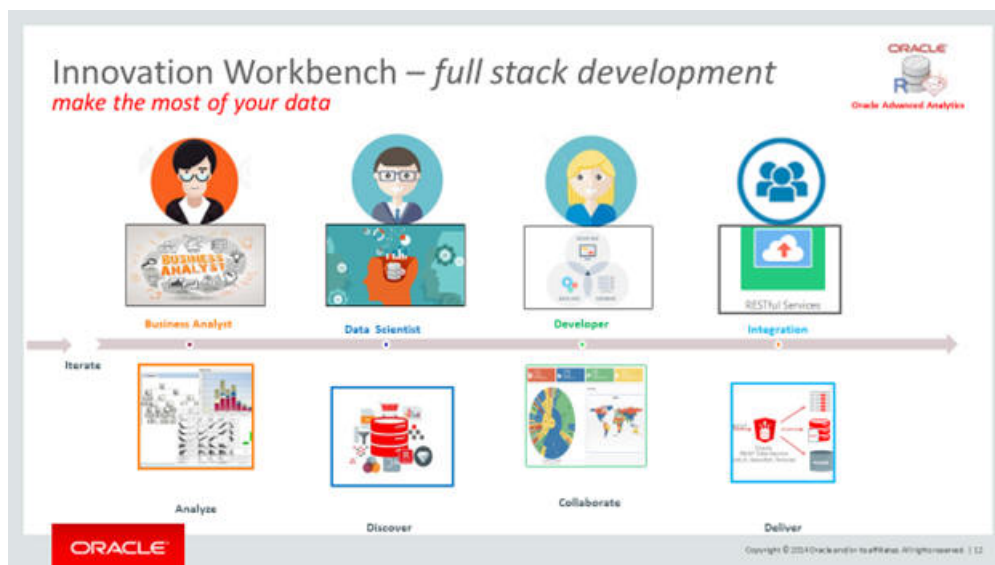 Innovation Workbench – full stack development
make the most of your data
ORACLE
R
Oracle Advanced Analytics
BUSINESS
ANALYST
RESTful Services
Business Analyst
Data Scientist
Developer
Integration
Iterate
Analyze
Discover
Collaborate
Deliver
ORACLE
Copyright © 2014 Oracle and/or its affiliates. All rights reserved. | 12